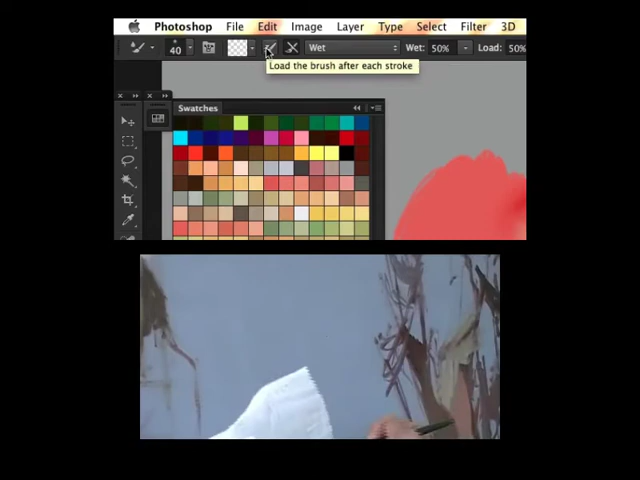 Photoshop File Edit Image Layer Type Select Filter 3D
40 Wet Wet: 50% Load: 50%
Load the brush after each stroke
Swatches